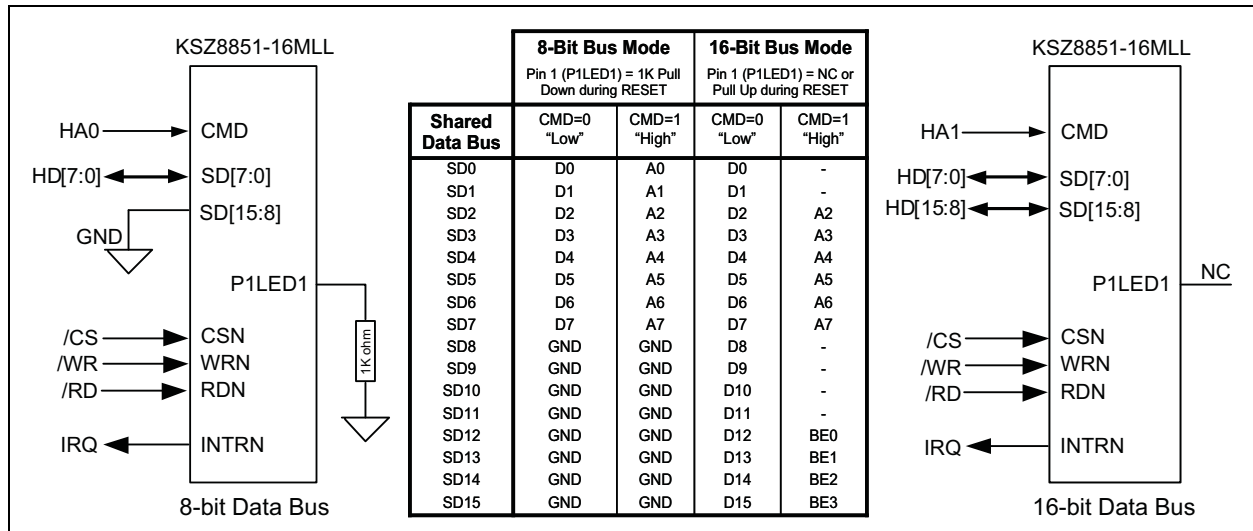 KSZ8851-16MLL
HA0
CMD
HD[7:0]
SD[7:0]
SD[15:8]
GND
P1LED1
1K ohm
/CS
CSN
/WR
WRN
/RD
RDN
IRQ
INTRN
8-bit Data Bus
8-Bit Bus Mode 16-Bit Bus Mode
Pin 1 (P1LED1) = 1K Pull Pin 1 (P1LED1) = NC or
Down during RESET Pull Up during RESET
Shared CMD=0 CMD=1 CMD=0 CMD=1
Data Bus "Low" "High" "Low" "High"
SD0 D0 A0 D0 -
SD1 D1 A1 D1 -
SD2 D2 A2 D2 A2
SD3 D3 A3 D3 A3
SD4 D4 A4 D4 A4
SD5 D5 A5 D5 A5
SD6 D6 A6 D6 A6
SD7 D7 A7 D7 A7
SD8 GND GND D8 -
SD9 GND GND D9 -
SD10 GND GND D10 -
SD11 GND GND D11 -
SD12 GND GND D12 BE0
SD13 GND GND D13 BE1
SD14 GND GND D14 BE2
SD15 GND GND D15 BE3
KSZ8851-16MLL
HA1
CMD
HD[7:0]
SD[7:0]
HD[15:8]
SD[15:8]
P1LED1
NC
/CS
CSN
/WR
WRN
/RD
RDN
IRQ
INTRN
16-bit Data Bus